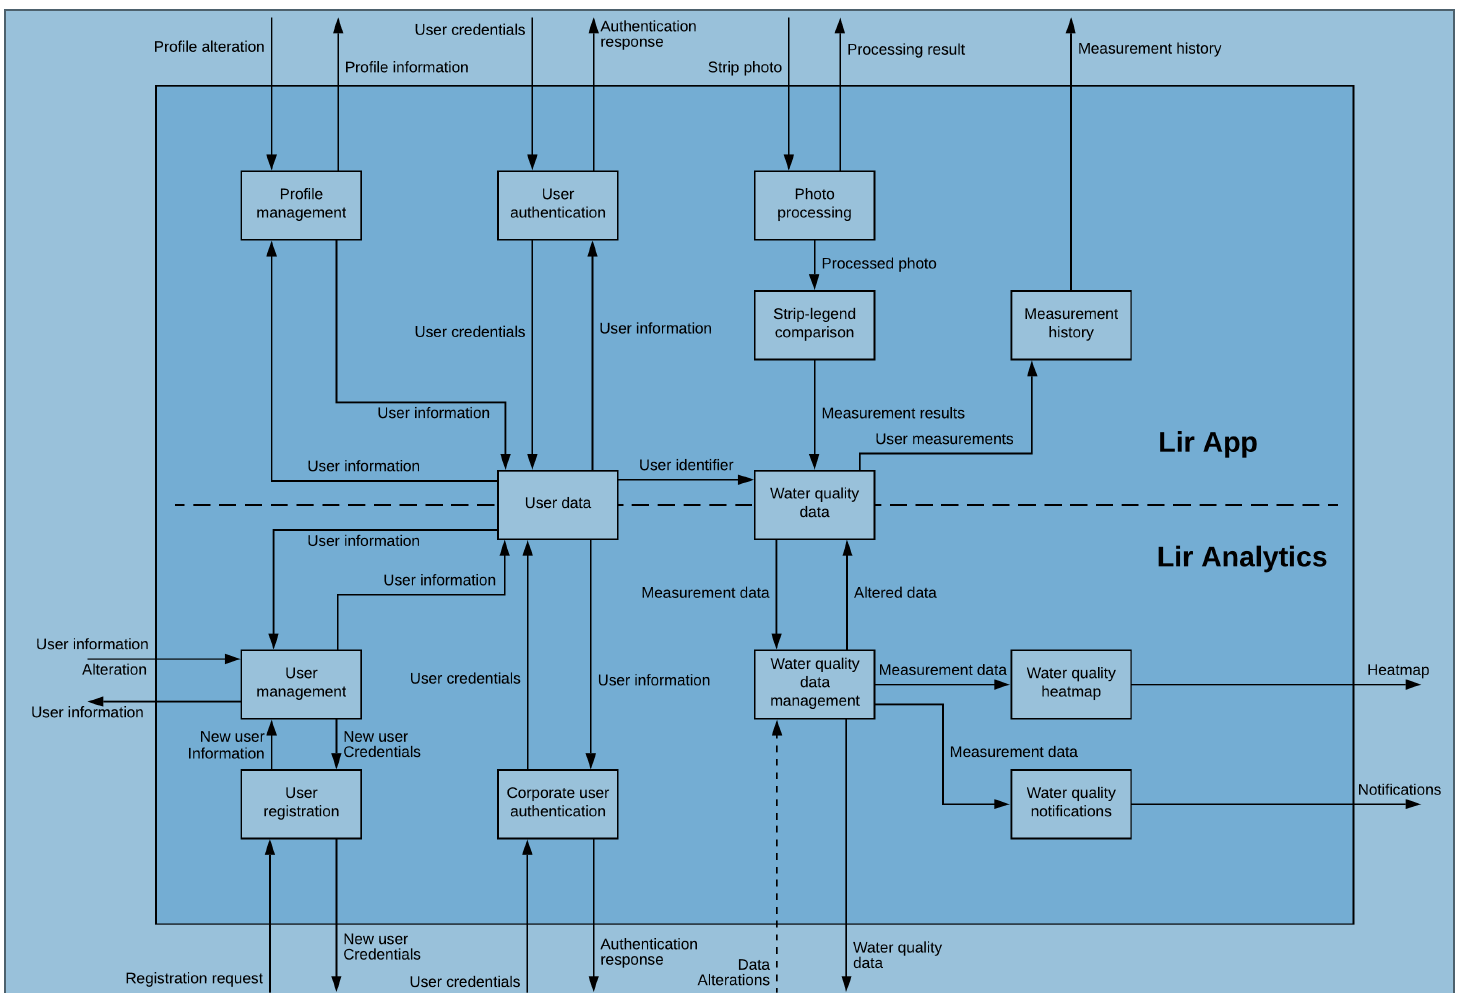 Profile alteration
Profile information
User credentials
Authentication
response
Strip photo
Processing result
Measurement history
Profile
management
User
authentication
Photo
processing
Processed photo
Strip-legend
comparison
Measurement
history
User credentials
User information
User information
Measurement results
User measurements
Lir App
User information
User identifier
User data
Water quality
data
User information
Lir Analytics
User information
Measurement data
Altered data
User information
Alteration
User information
User
management
User credentials
User information
Water quality
data
management
Measurement data
Water quality
heatmap
Heatmap
New user
Information
New user
Credentials
Measurement data
User
registration
Corporate user
authentication
Water quality
notifications
Notifications
Registration request
New user
Credentials
User credentials
Authentication
response
Data
Alterations
Water quality
data